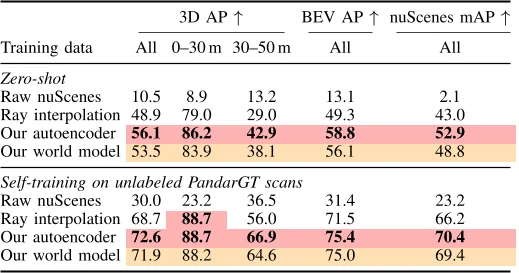 3D AP ↑ BEV AP ↑ nuScenes mAP ↑
Training data All 0–30 m 30–50 m All All
Zero-shot
Raw nuScenes 10.5 8.9 13.2 13.1 2.1
Ray interpolation 48.9 79.0 29.0 49.3 43.0
Our autoencoder 56.1 86.2 42.9 58.8 52.9
Our world model 53.5 83.9 38.1 56.1 48.8
Self-training on unlabeled PandarGT scans
Raw nuScenes 30.0 23.2 36.5 31.4 23.2
Ray interpolation 68.7 88.7 56.0 71.5 66.2
Our autoencoder 72.6 88.7 66.9 75.4 70.4
Our world model 71.9 88.2 64.6 75.0 69.4